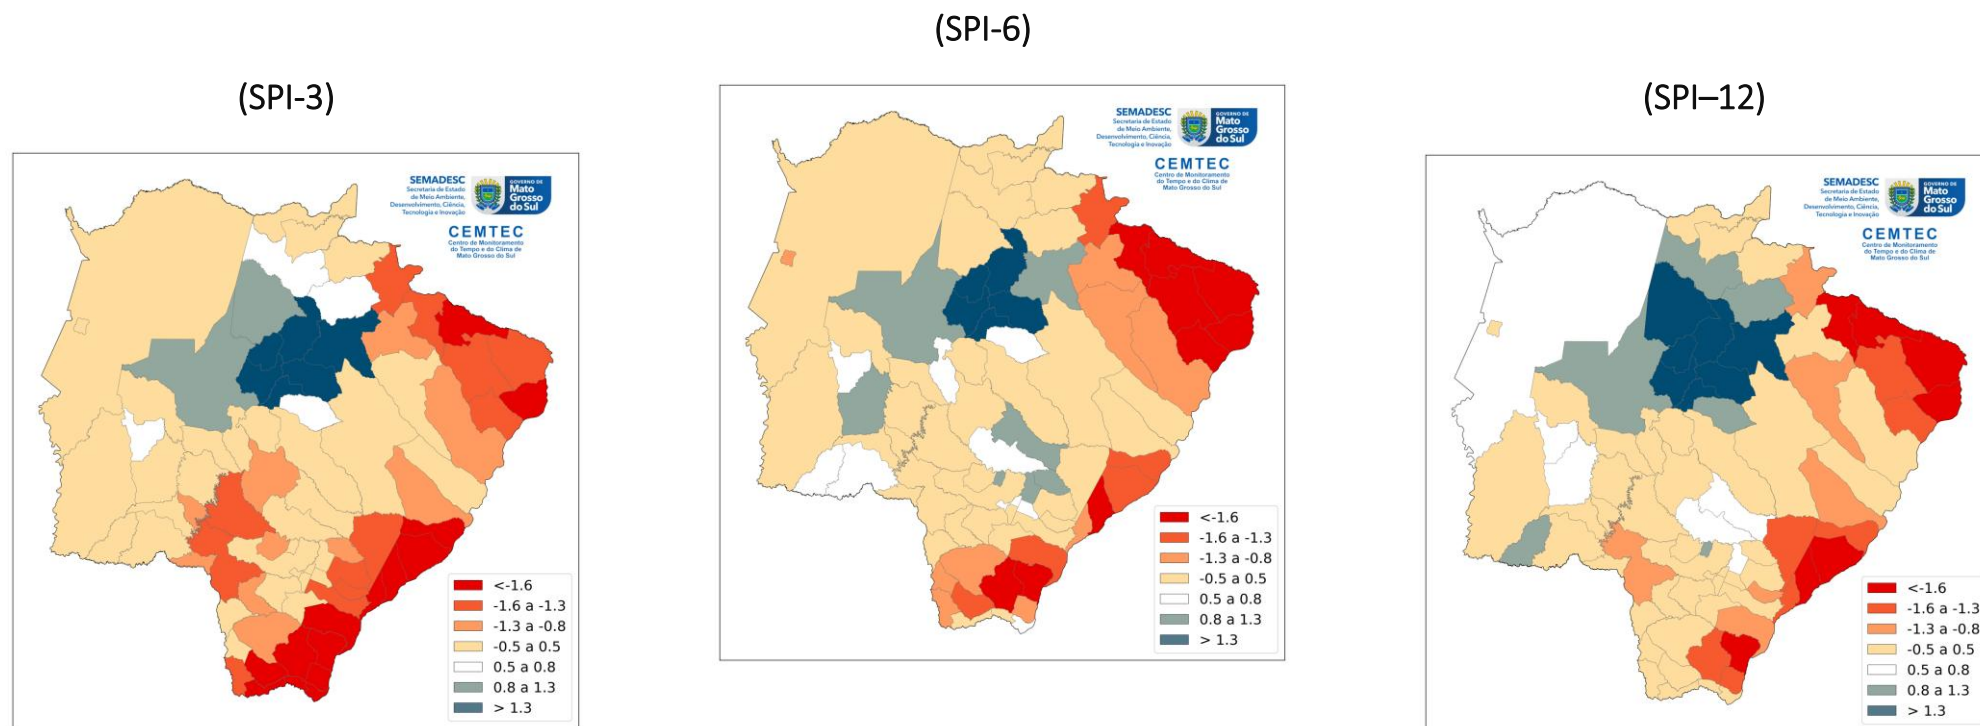 (SPI-6)
(SPI-3)
(SPI–12)
SEMADESC
Secretaria de Estado
de Meio Ambiente,
Desenvolvimento, Ciência,
Tecnologia e Inovação
GOVERNO DE
Mato
Grosso
do Sul
CEMTEC
Centro de Monitoramento
do Tempo e do Clima de
Mato Grosso do Sul
<-1.6
-1.6 a -1.3
-1.3 a -0.8
-0.5 a 0.5
0.5 a 0.8
0.8 a 1.3
> 1.3
SEMADESC
Secretaria de Estado
de Meio Ambiente,
Desenvolvimento, Ciência,
Tecnologia e Inovação
GOVERNO DE
Mato
Grosso
do Sul
CEMTEC
Centro de Monitoramento
do Tempo e do Clima de
Mato Grosso do Sul
<-1.6
-1.6 a -1.3
-1.3 a -0.8
-0.5 a 0.5
0.5 a 0.8
0.8 a 1.3
> 1.3
SEMADESC
Secretaria de Estado
de Meio Ambiente,
Desenvolvimento, Ciência,
Tecnologia e Inovação
GOVERNO DE
Mato
Grosso
do Sul
CEMTEC
Centro de Monitoramento
do Tempo e do Clima de
Mato Grosso do Sul
<-1.6
-1.6 a -1.3
-1.3 a -0.8
-0.5 a 0.5
0.5 a 0.8
0.8 a 1.3
> 1.3